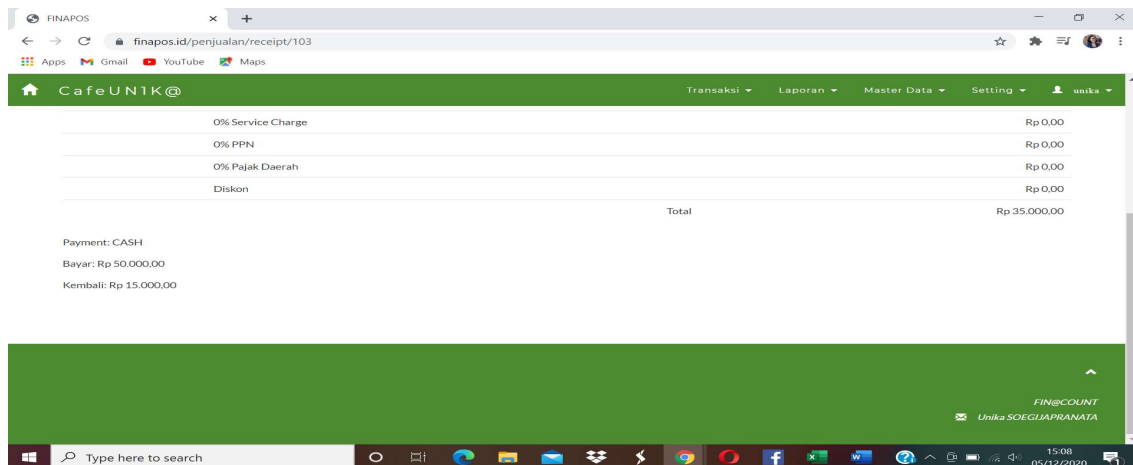 FINAPOS
finapos.id/penjualan/receipt/103
Apps Gmail YouTube Maps
CafeUN1K@ Transaksi Laporan Master Data Setting unika
0% Service Charge Rp 0,00
0% PPN Rp 0,00
0% Pajak Daerah Rp 0,00
Diskon Rp 0,00
Total Rp 35.000,00
Payment: CASH
Bayar: Rp 50.000,00
Kembali: Rp 15.000,00
FIN@COUNT
Unika SOEGIJAPRANATA
Type here to search 15:08
05/12/2020